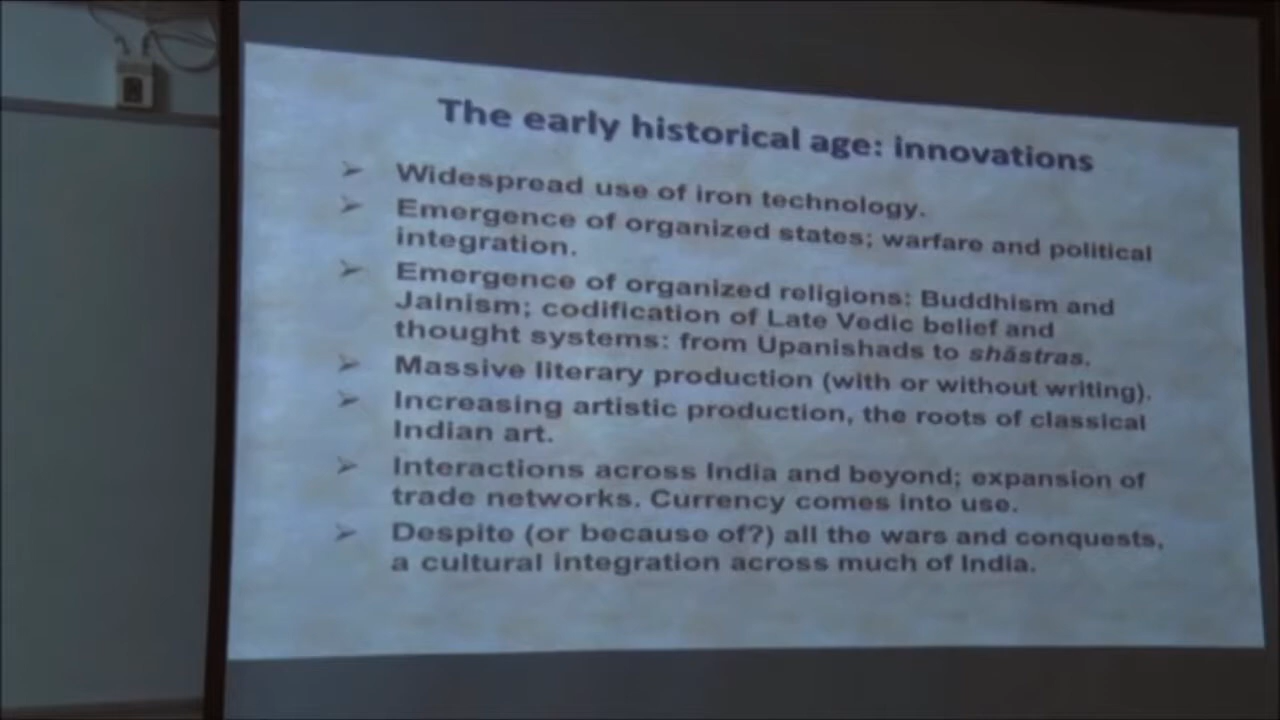 The early historical age: innovations
➢ Widespread use of iron technology.
➢ Emergence of organized states; warfare and political
integration.
➢ Emergence of organized religions: Buddhism and
Jainism; codification of Late Vedic belief and
thought systems: from Upanishads to shāstras.
➢ Massive literary production (with or without writing).
➢ Increasing artistic production, the roots of classical
Indian art.
➢ Interactions across India and beyond; expansion of
trade networks. Currency comes into use.
➢ Despite (or because of?) all the wars and conquests,
a cultural integration across much of India.